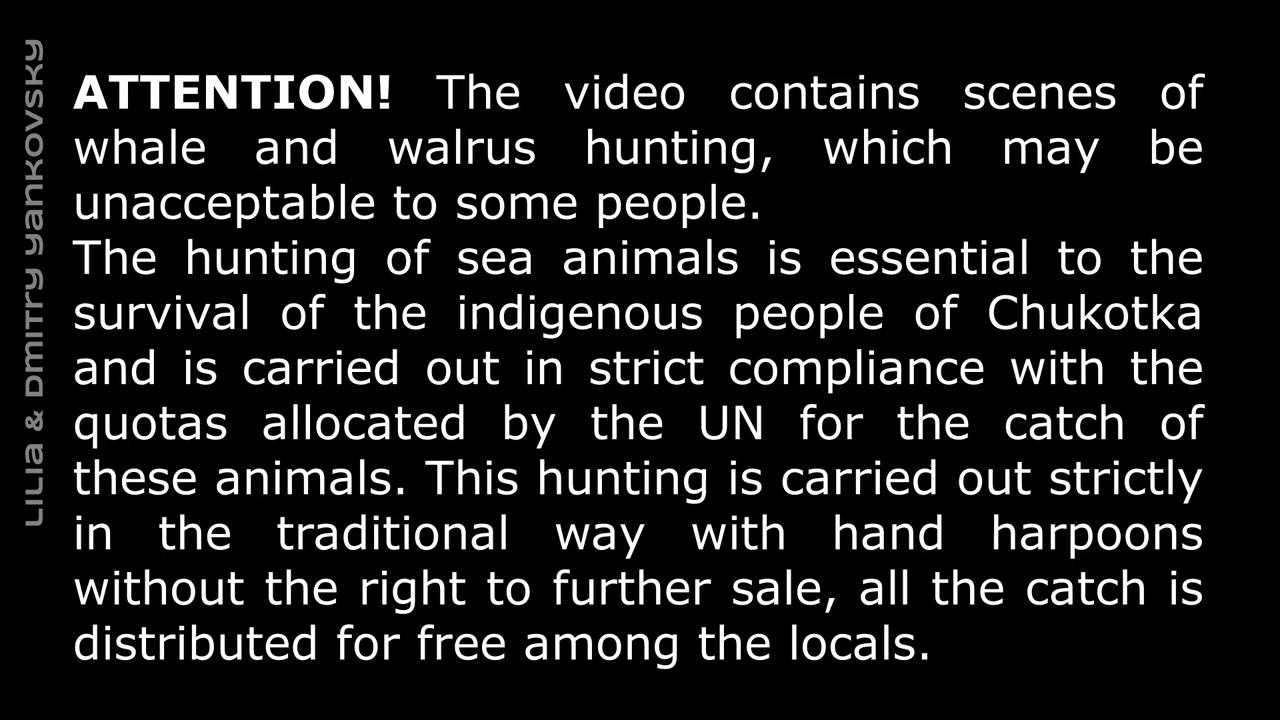 LILIA & DMITRY YANKOVSKY
ATTENTION! The video contains scenes of
whale and walrus hunting, which may be
unacceptable to some people.
The hunting of sea animals is essential to the
survival of the indigenous people of Chukotka
and is carried out in strict compliance with the
quotas allocated by the UN for the catch of
these animals. This hunting is carried out strictly
in the traditional way with hand harpoons
without the right to further sale, all the catch is
distributed for free among the locals.